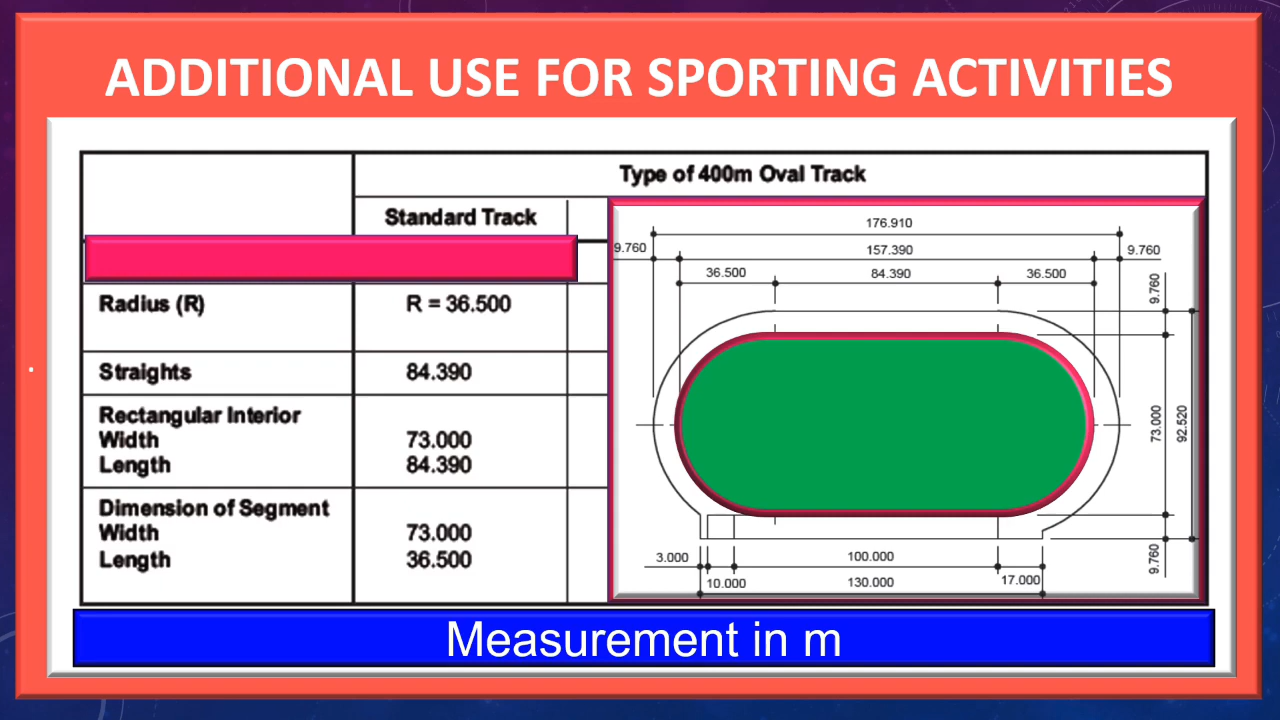 ADDITIONAL USE FOR SPORTING ACTIVITIES
Type of 400m Oval Track
Standard Track
Radius (R) R = 36.500
Straights 84.390
Rectangular Interior
Width 73.000
Length 84.390
Dimension of Segment
Width 73.000
Length 36.500
176.910
9.760 157.390 9.760
36.500 84.390 36.500
9.760
73.000
92.520
9.760
3.000 100.000
10.000 130.000 17.000
Measurement in m